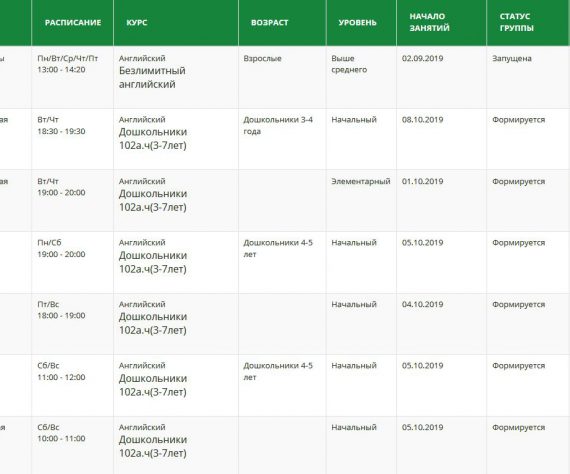 РАСПИСАНИЕ КУРС ВОЗРАСТ УРОВЕНЬ НАЧАЛО ЗАНЯТИЙ СТАТУС ГРУППЫ
ы Пн/Вт/Ср/Чт/Пт Английский Взрослые Выше 02.09.2019 Запущена
13:00 - 14:20 Безлимитный среднего
английский
ая Вт/Чт Английский Дошкольники 3-4 Начальный 08.10.2019 Формируется
18:30 - 19:30 Дошкольники года
102а.ч(3-7лет)
ая Вт/Чт Английский Элементарный 01.10.2019 Формируется
19:00 - 20:00 Дошкольники
102а.ч(3-7лет)
Пн/Сб Английский Дошкольники 4-5 Начальный 05.10.2019 Формируется
19:00 - 20:00 Дошкольники лет
102а.ч(3-7лет)
Пт/Вс Английский Начальный 04.10.2019 Формируется
18:00 - 19:00 Дошкольники
102а.ч(3-7лет)
Сб/Вс Английский Дошкольники 4-5 Начальный 05.10.2019 Формируется
11:00 - 12:00 Дошкольники лет
102а.ч(3-7лет)
я Сб/Вс Английский Начальный 05.10.2019 Формируется
10:00 - 11:00 Дошкольники
102а.ч(3-7лет)